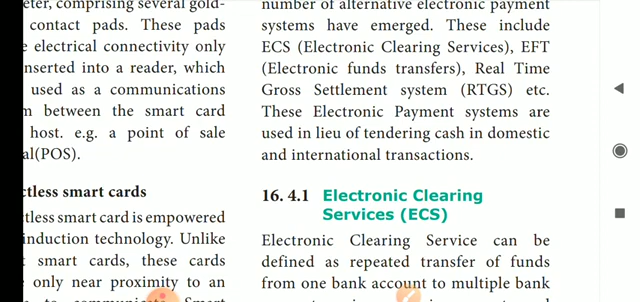 eter, comprising several gold-
contact pads. These pads
electrical connectivity only
nserted into a reader, which
used as a communications
between the smart card
host. e.g. a point of sale
al(POS).
ctless smart cards
tless smart card is empowered
induction technology. Unlike
smart cards, these cards
only near proximity to an
to communicate. Smart
number of alternative electronic payment
systems have emerged. These include
ECS (Electronic Clearing Services), EFT
(Electronic funds transfers), Real Time
Gross Settlement system (RTGS) etc.
These Electronic Payment systems are
used in lieu of tendering cash in domestic
and international transactions.
16. 4.1 Electronic Clearing
Services (ECS)
Electronic Clearing Service can be
defined as repeated transfer of funds
from one bank account to multiple bank